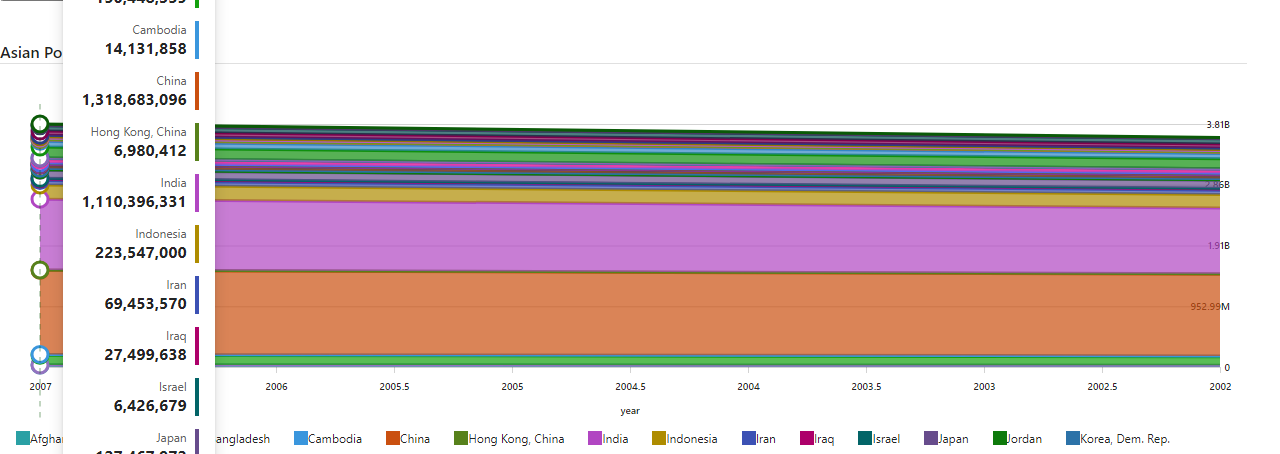 Asian Po
Cambodia
14,131,858
China
1,318,683,096
Hong Kong, China
6,980,412
India
1,110,396,331
Indonesia
223,547,000
Iran
69,453,570
Iraq
27,499,638
Israel
6,426,679
Japan
3.81B
2.86B
1.91B
952.99M
0
2007 2006 2005.5 2005 2004.5 2004 2003.5 2003 2002.5 2002
year
Afghan angladesh Cambodia China Hong Kong, China India Indonesia Iran Iraq Israel Japan Jordan Korea, Dem. Rep.